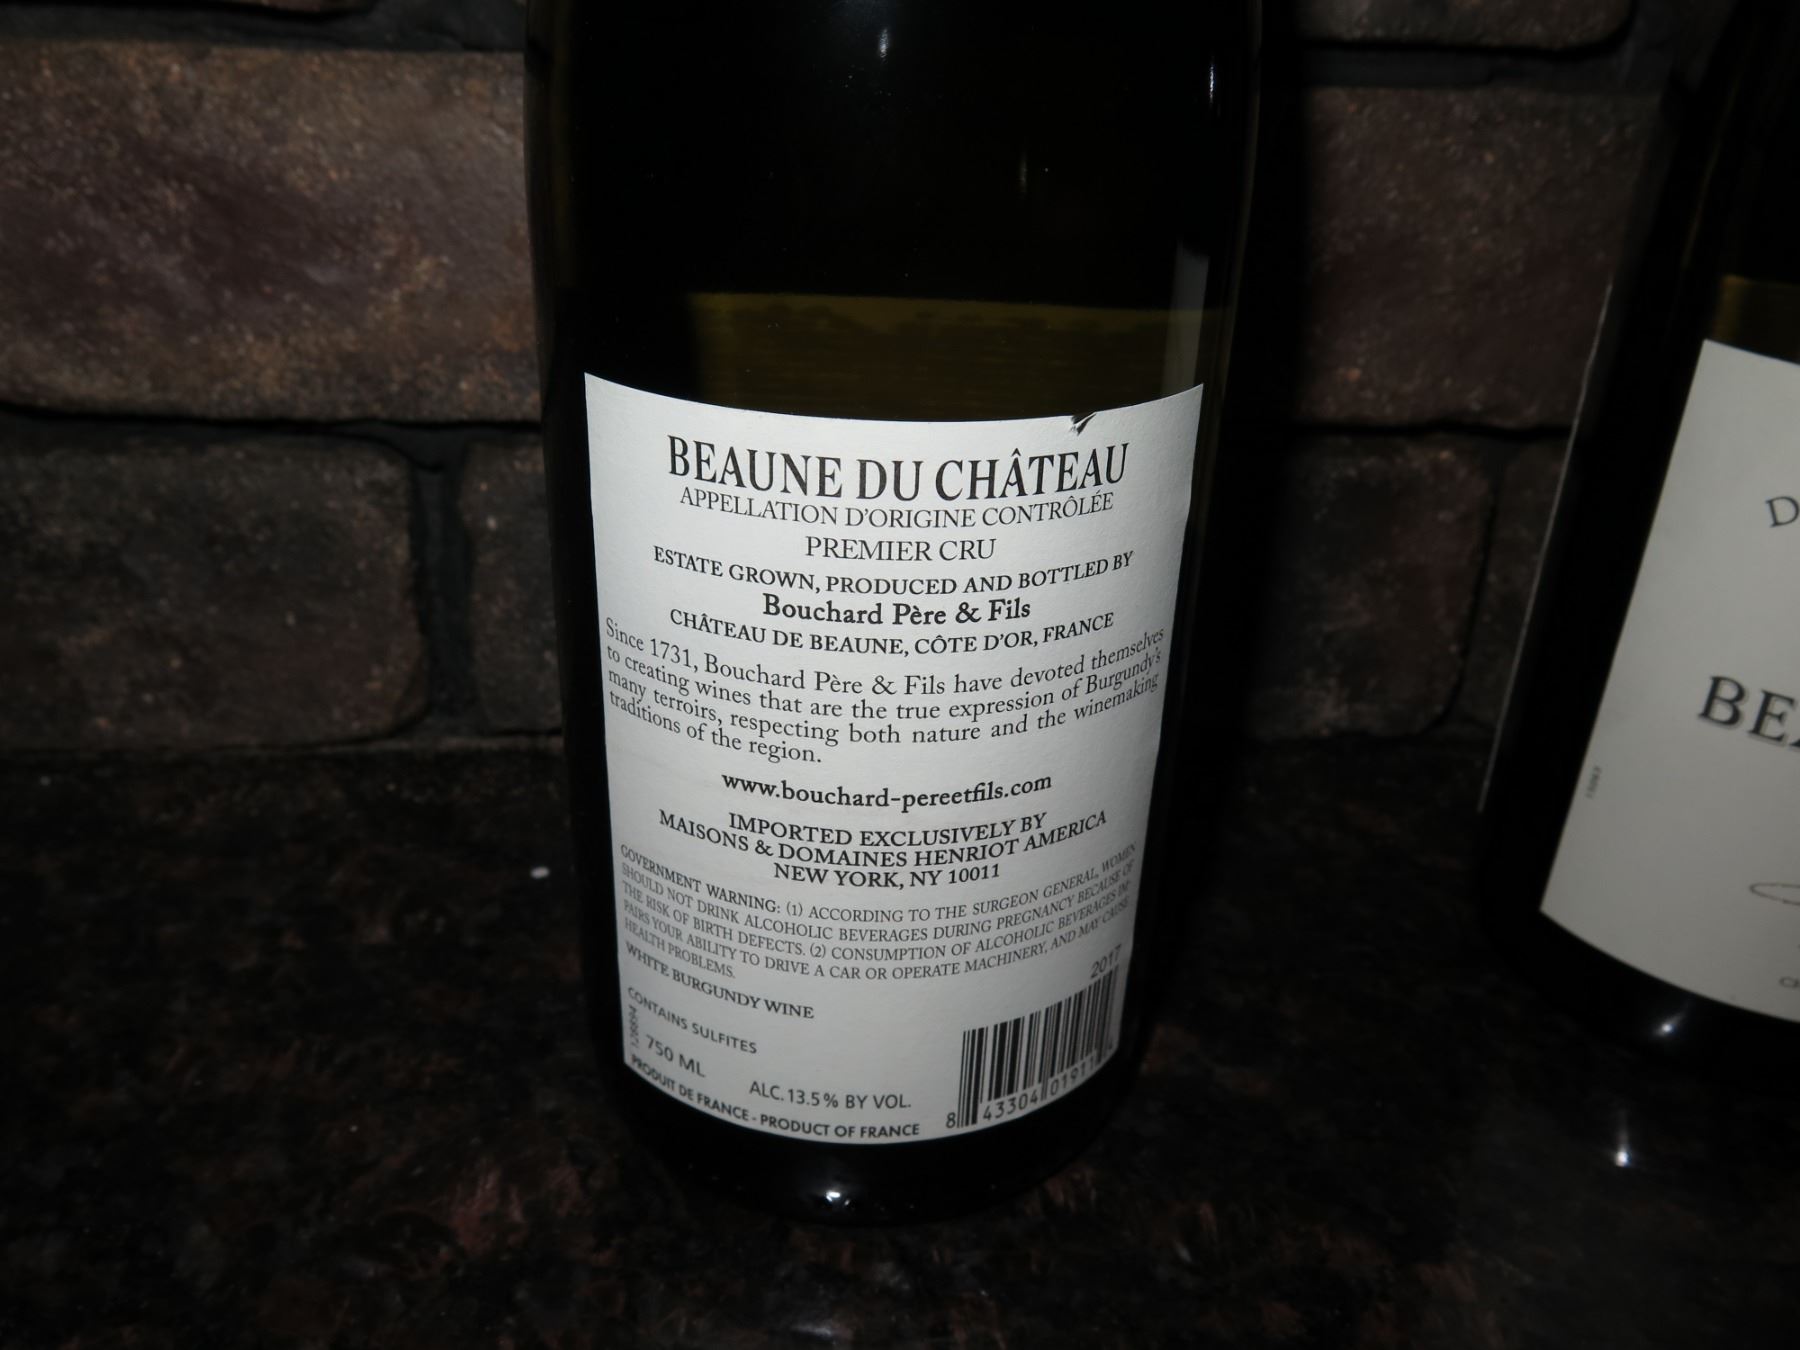 BEAUNE DU CHÂTEAU
APPELLATION D'ORIGINE CONTRÔLÉE
PREMIER CRU
ESTATE GROWN, PRODUCED AND BOTTLED BY
Bouchard Père & Fils
CHÂTEAU DE BEAUNE, CÔTE D'OR, FRANCE
Since 1731, Bouchard Père & Fils have devoted themselves
to creating wines that are the true expression of Burgundy's
many terroirs, respecting both nature and the winemaking
traditions of the region.
www.bouchard-pereetfils.com
IMPORTED EXCLUSIVELY BY
MAISONS & DOMAINES HENRIOT AMERICA
NEW YORK, NY 10011
GOVERNMENT WARNING: (1) ACCORDING TO THE SURGEON GENERAL, WOMEN
SHOULD NOT DRINK ALCOHOLIC BEVERAGES DURING PREGNANCY BECAUSE OF
THE RISK OF BIRTH DEFECTS. (2) CONSUMPTION OF ALCOHOLIC BEVERAGES IM-
PAIRS YOUR ABILITY TO DRIVE A CAR OR OPERATE MACHINERY, AND MAY CAUSE
HEALTH PROBLEMS.
WHITE BURGUNDY WINE
2017
CONTAINS SULFITES
750 ML
ALC. 13.5% BY VOL.
PRODUIT DE FRANCE - PRODUCT OF FRANCE
8 43304
D
BE